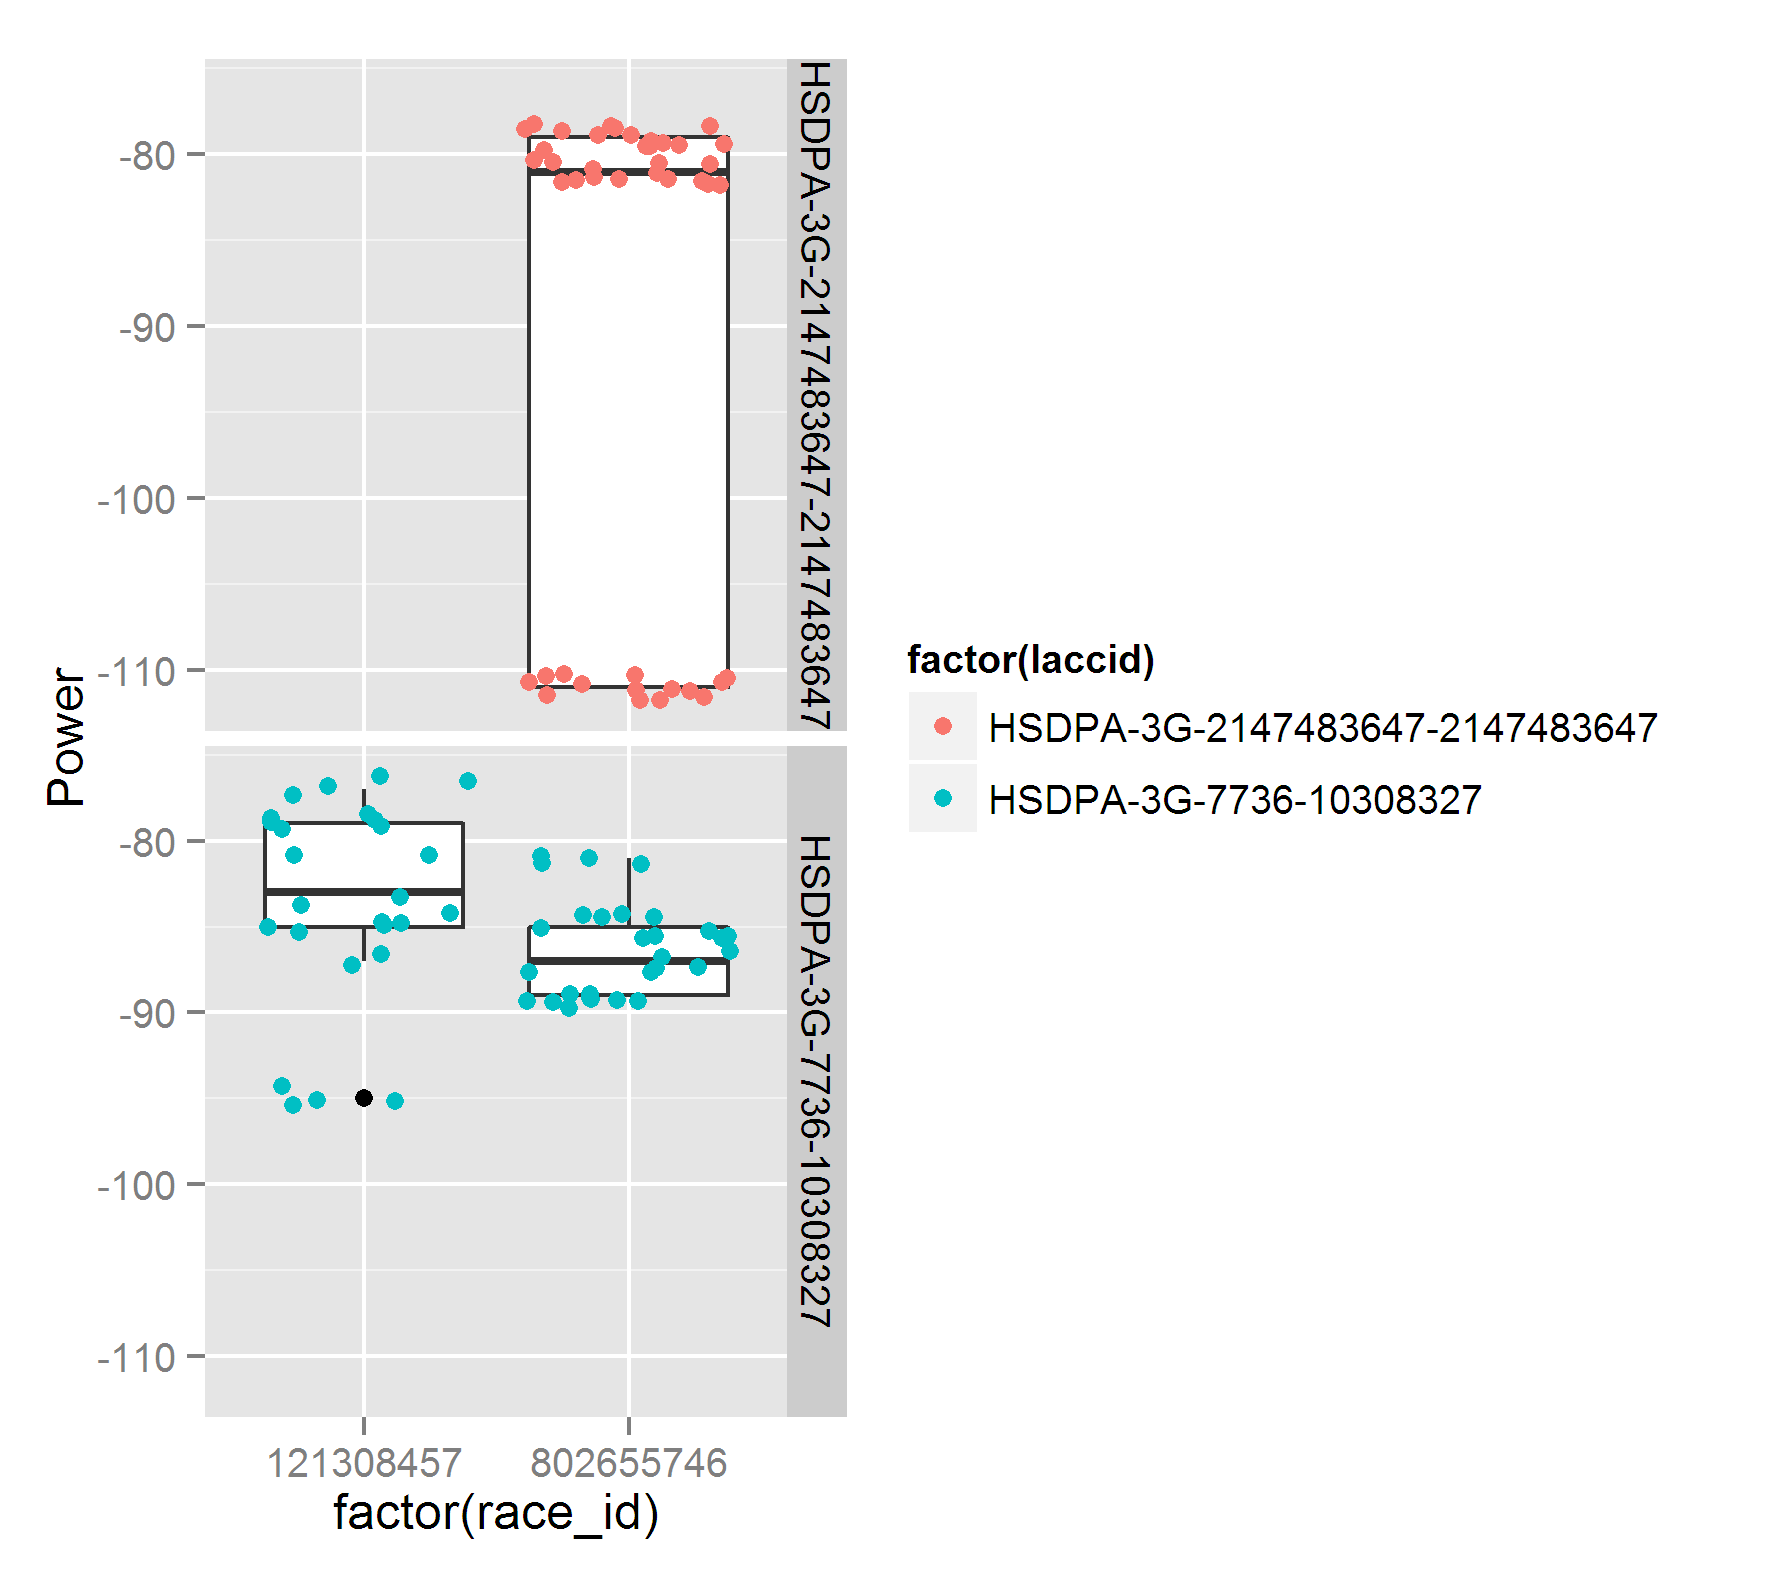 Power
-80
-90
-100
-110
HSDPA-3G-2147483647-2147483647
-80
-90
-100
-110
HSDPA-3G-7736-10308327
121308457
802655746
factor(race_id)
factor(laccid)
HSDPA-3G-2147483647-2147483647
HSDPA-3G-7736-10308327